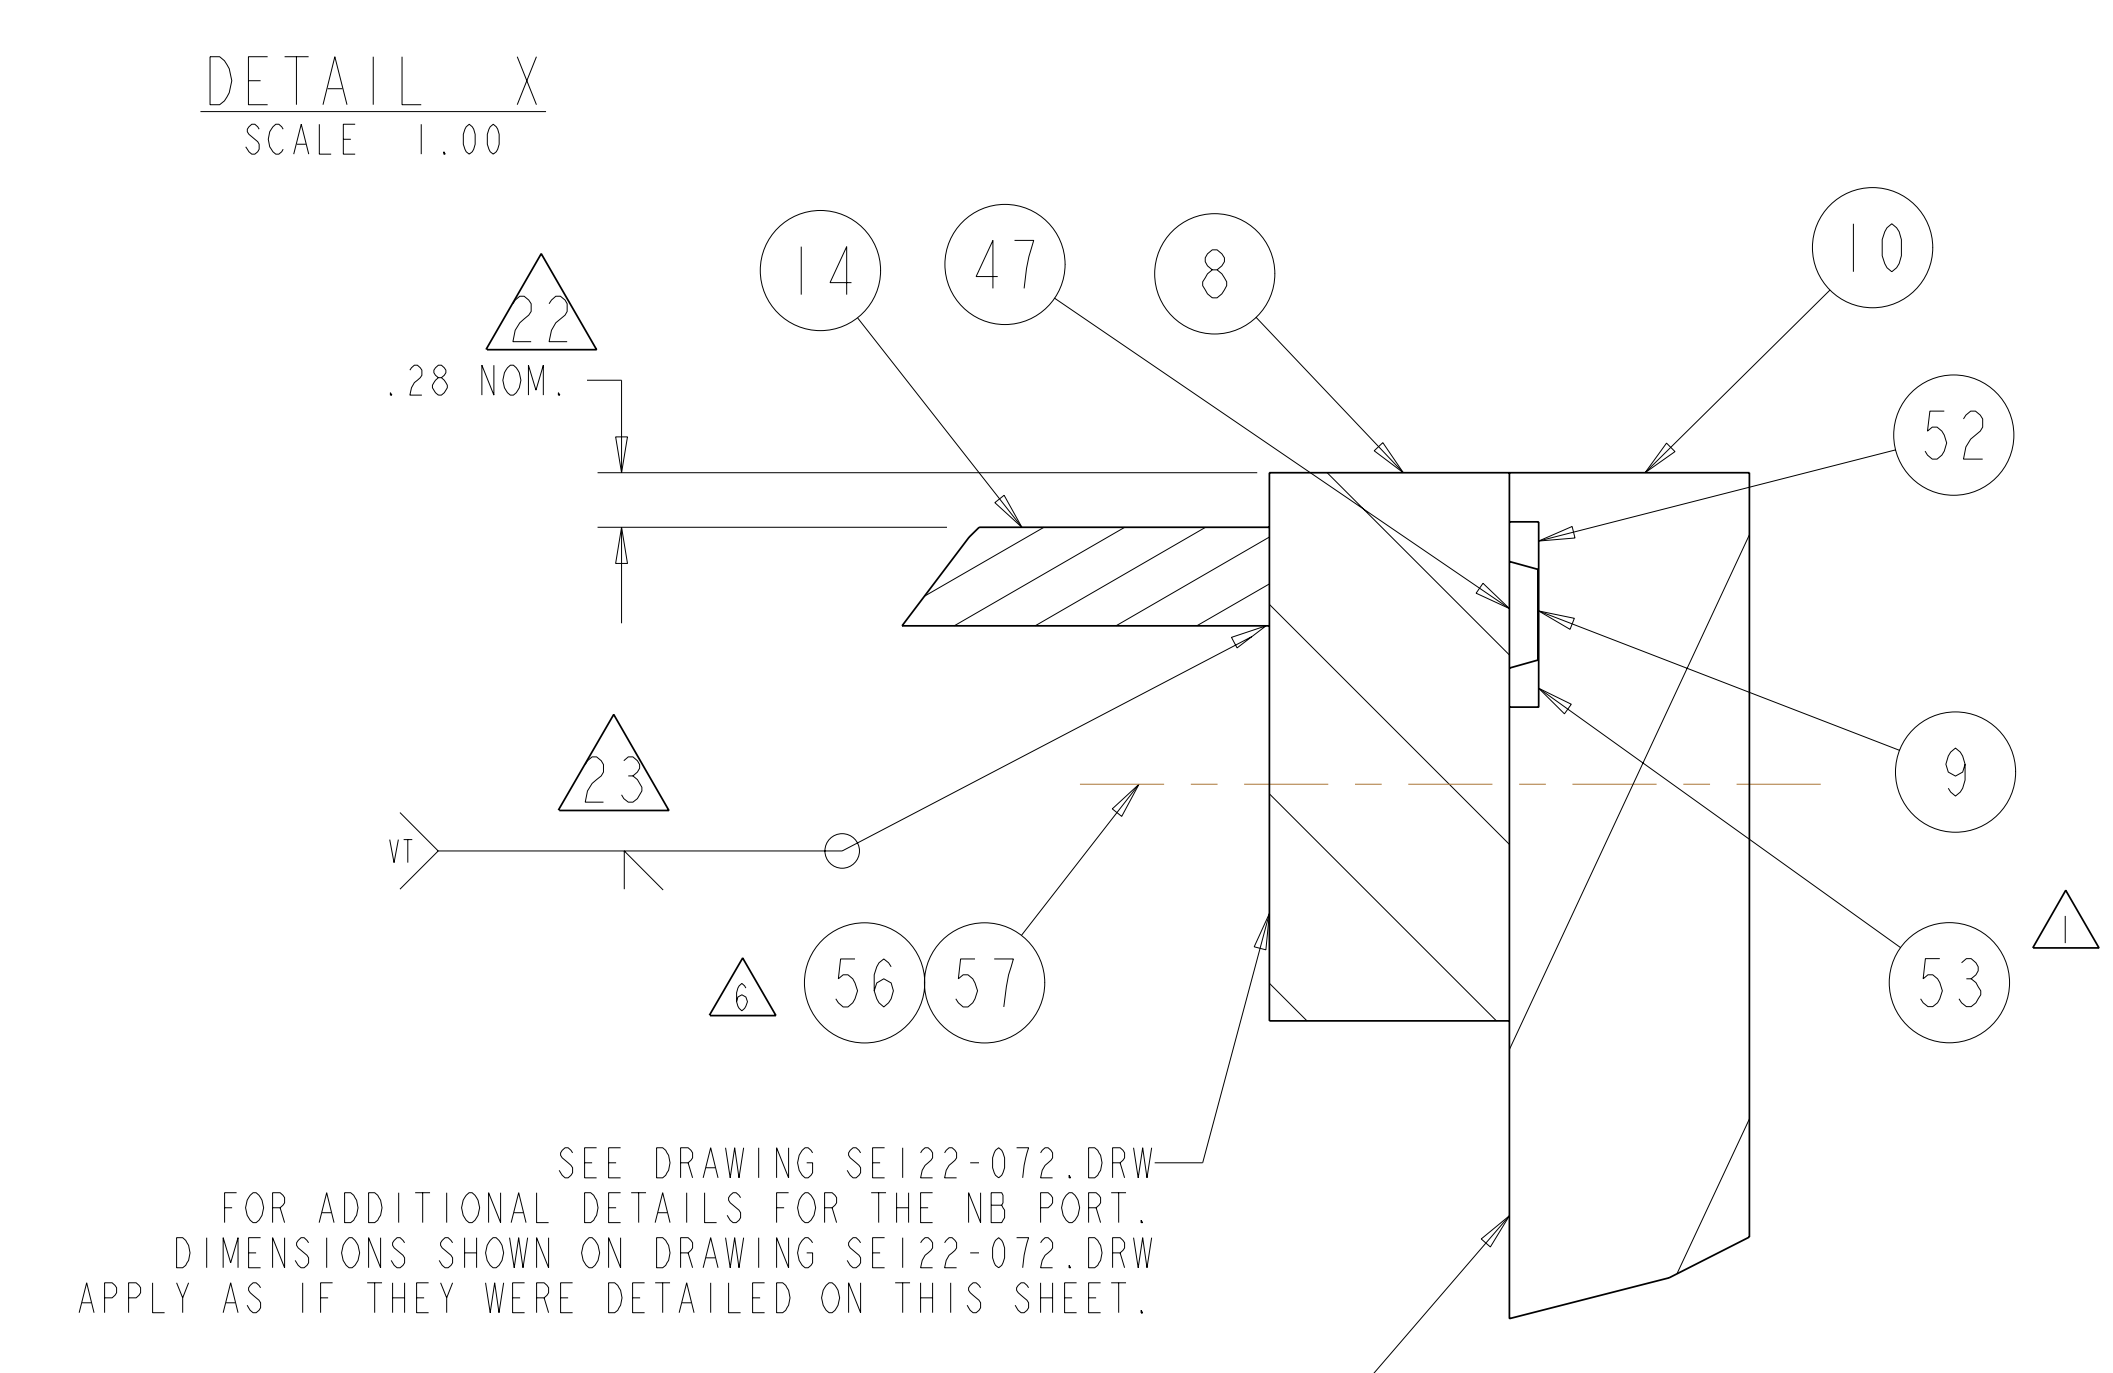 DETAIL X
SCALE 1.00
14
47
8
10
22
.28 NOM.
52
23
9
VT
1
6
56
57
53
SEE DRAWING SE122-072.DRW
FOR ADDITIONAL DETAILS FOR THE NB PORT.
DIMENSIONS SHOWN ON DRAWING SE122-072.DRW
APPLY AS IF THEY WERE DETAILED ON THIS SHEET.